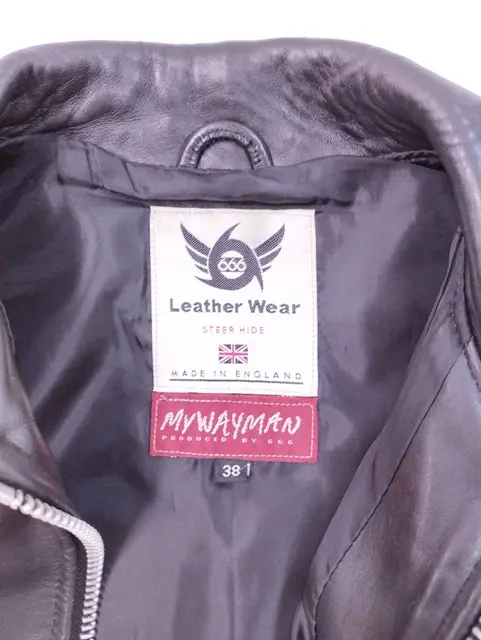 666
Leather Wear
STEER HIDE
MADE IN ENGLAND
MYWAYMAN
PRODUCED BY 666
38